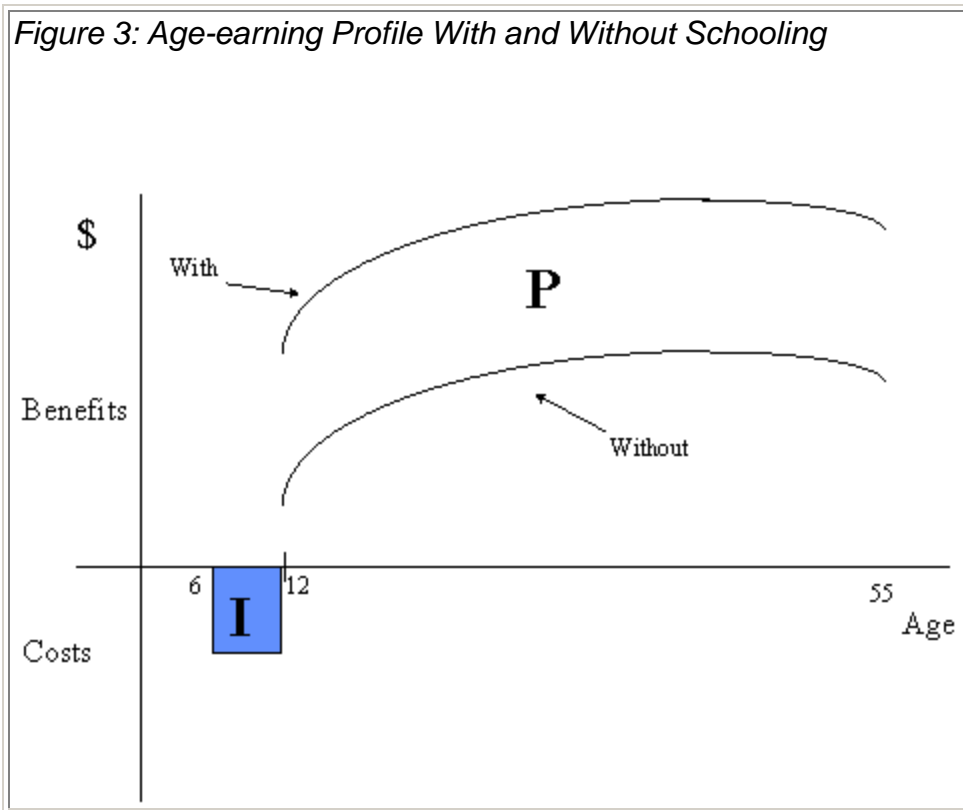 Figure 3: Age-earning Profile With and Without Schooling
$
With
P
Benefits
Without
6
12
I
55
Age
Costs